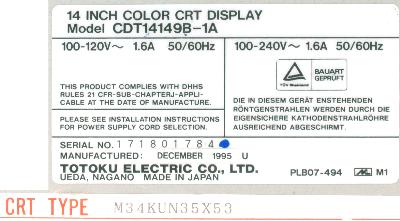 14 INCH COLOR CRT DISPLAY
Model CDT14149B-1A
100-120V～ 1.6A 50/60Hz
100-240V～ 1.6A 50/60Hz
THIS PRODUCT COMPLIES WITH DHHS
RULES 21 CFR-SUB-CHAPTERJ-APPLI-
CABLE AT THE DATE OF MANUFACTURE.
TÜV Rheinland
BAUART
GEPRÜFT
PLEASE SEE INSTALLATION INSTRUCTIONS
FOR POWER SUPPLY CORD SELECTION.
DIE IN DIESEM GERÄT ENSTEHENDEN
RÖNTGENSTRAHLEN WERDEN DURCH DIE
EIGENSICHERE KATHODENSTRAHLRÖHRE
AUSREICHEND ABGESCHIRMT.
SERIAL NO. 171801784
MANUFACTURED: DECEMBER 1995 U
TOTOKU ELECTRIC CO., LTD.
UEDA, NAGANO MADE IN JAPAN
PLB07-494 M1
CRT TYPE M34KUN35X53